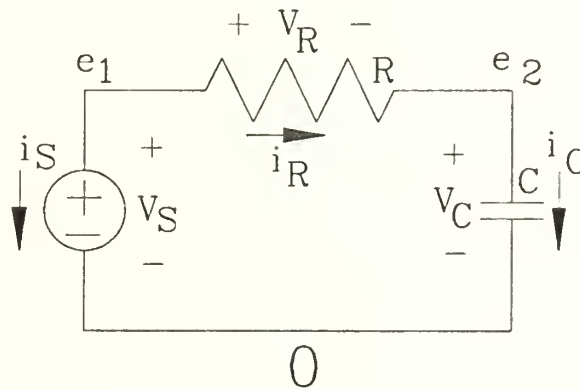 + V_R -
e_1
R
e_2
i_S
+
i_R
+
C
i_C
+
V_S
V_C
-
-
-
0